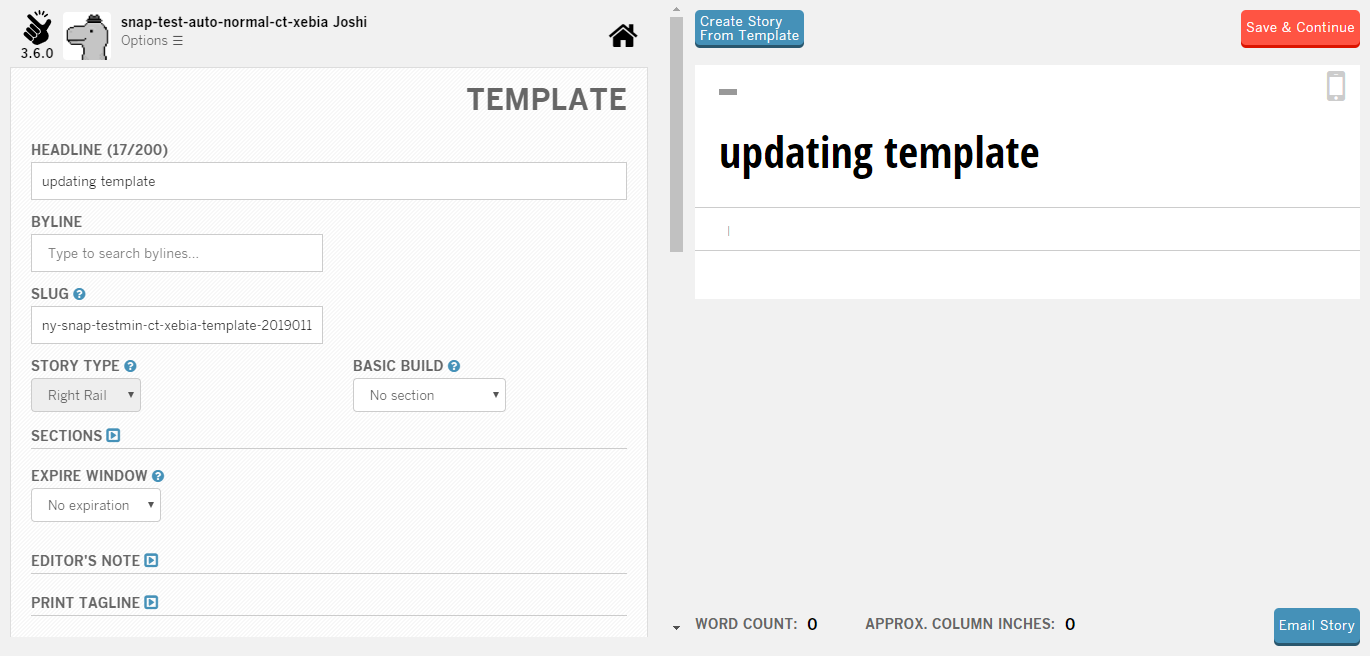 snap-test-auto-normal-ct-xebia Joshi
Options ☰
3.6.0
TEMPLATE
HEADLINE (17/200)
updating template
BYLINE
Type to search bylines...
SLUG ?
ny-snap-testmin-ct-xebia-template-2019011
STORY TYPE ? BASIC BUILD ?
Right Rail No section
SECTIONS
EXPIRE WINDOW ?
No expiration
EDITOR'S NOTE
PRINT TAGLINE
Create Story
From Template
Save & Continue
updating template
|
WORD COUNT: 0 APPROX. COLUMN INCHES: 0
Email Story